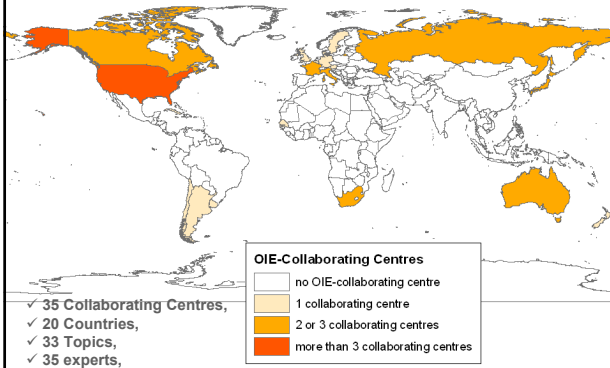 OIE-Collaborating Centres
no OIE-collaborating centre
1 collaborating centre
2 or 3 collaborating centres
more than 3 collaborating centres
✓ 35 Collaborating Centres,
✓ 20 Countries,
✓ 33 Topics,
✓ 35 experts,